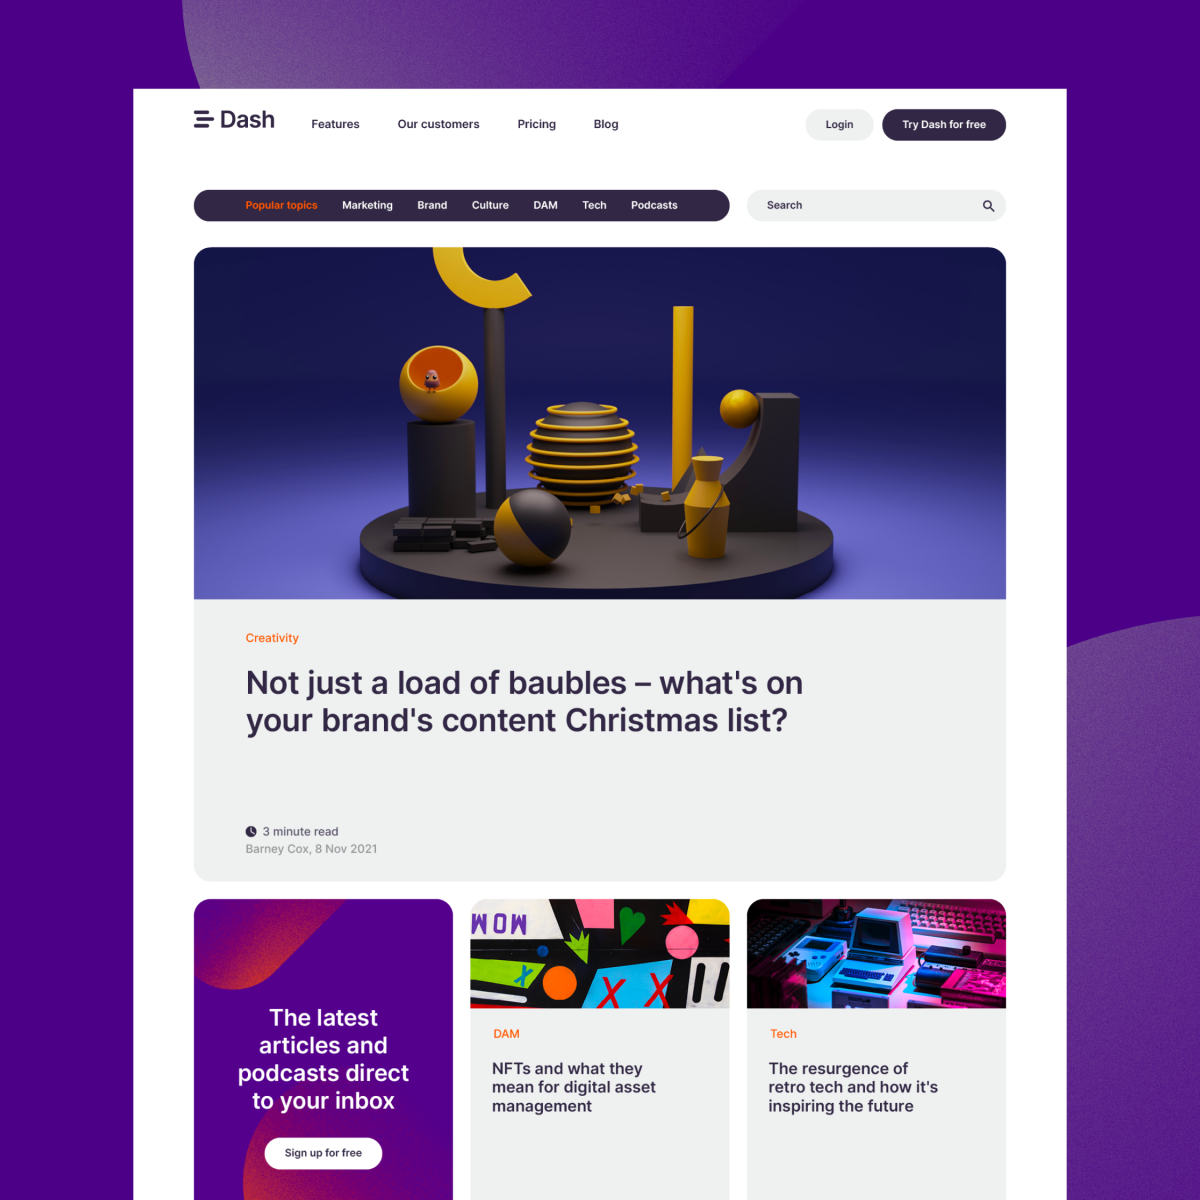 Dash
Features
Our customers
Pricing
Blog
Login
Try Dash for free
Popular topics
Marketing
Brand
Culture
DAM
Tech
Podcasts
Search
Creativity
Not just a load of baubles – what's on
your brand's content Christmas list?
3 minute read
Barney Cox, 8 Nov 2021
The latest
articles and
podcasts direct
to your inbox
Sign up for free
WOW
X
X X
DAM
NFTs and what they
mean for digital asset
management
Tech
The resurgence of
retro tech and how it's
inspiring the future